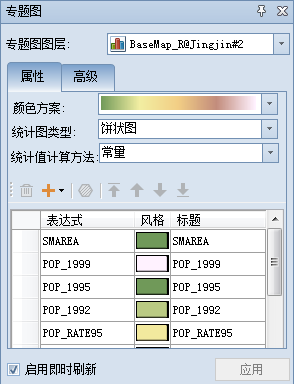 专题图
专题图图层: BaseMap_R@Jingjin#2
属性 高级
颜色方案:
统计图类型: 饼状图
统计值计算方法: 常量
表达式 风格 标题
SMAREA SMAREA
POP_1999 POP_1999
POP_1995 POP_1995
POP_1992 POP_1992
POP_RATE95 POP_RATE95
启用即时刷新 应用